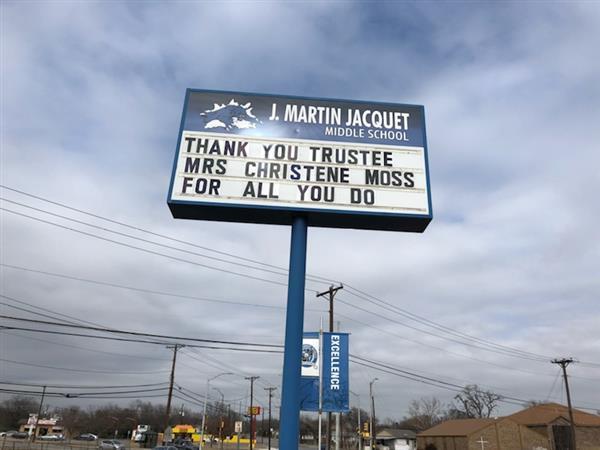 J. MARTIN JACQUET
MIDDLE SCHOOL
THANK YOU TRUSTEE
MRS CHRISTENE MOSS
FOR ALL YOU DO
EXCELLENCE